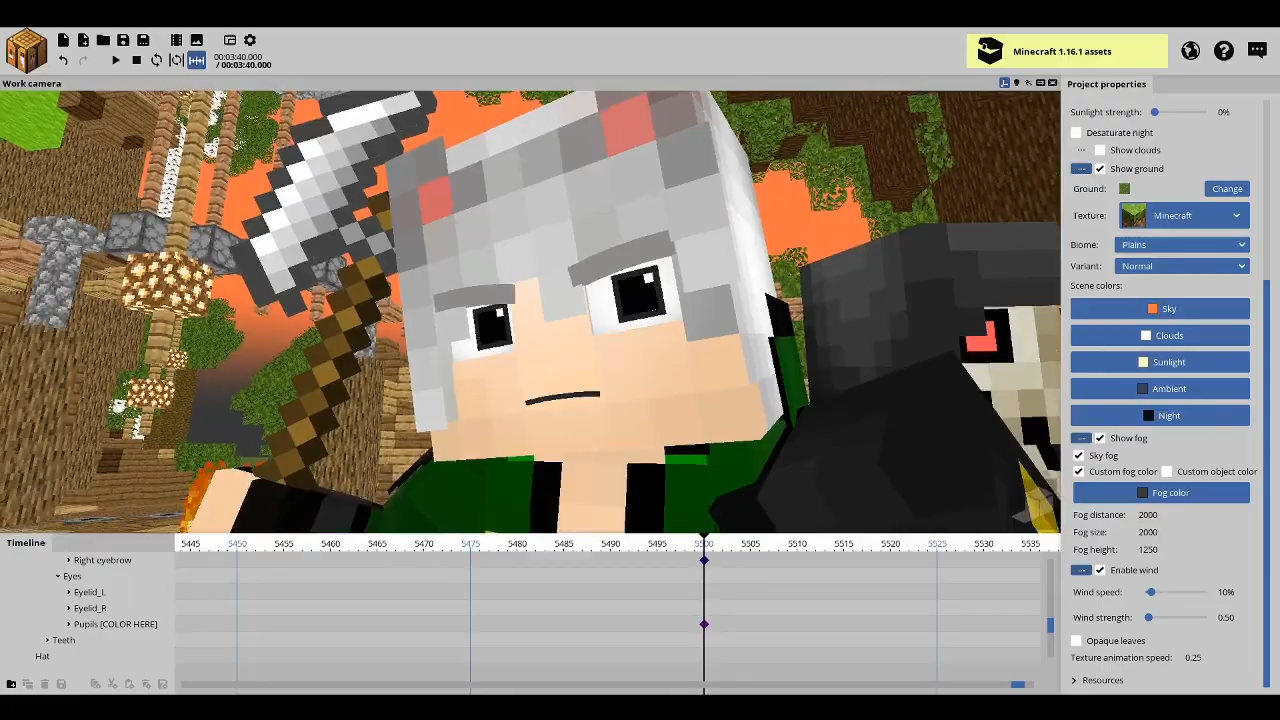 00:03:40.000
/ 00:03:40.000
Minecraft 1.16.1 assets
Work camera
Project properties
Sunlight strength: 0%
Desaturate night
Show clouds
Show ground
Ground: Change
Texture: Minecraft
Biome: Plains
Variant: Normal
Scene colors:
Sky
Clouds
Sunlight
Ambient
Night
Show fog
Sky fog
Custom fog color Custom object color
Fog color
Fog distance: 2000
Fog size: 2000
Fog height: 1250
Enable wind
Wind speed: 10%
Wind strength: 0.50
Opaque leaves
Texture animation speed: 0.25
Resources
Timeline
5445 5450 5455 5460 5465 5470 5475 5480 5485 5490 5495 5500 5505 5510 5515 5520 5525 5530 5535
Right eyebrow
Eyes
Eyelid_L
Eyelid_R
Pupils [COLOR HERE]
Teeth
Hat